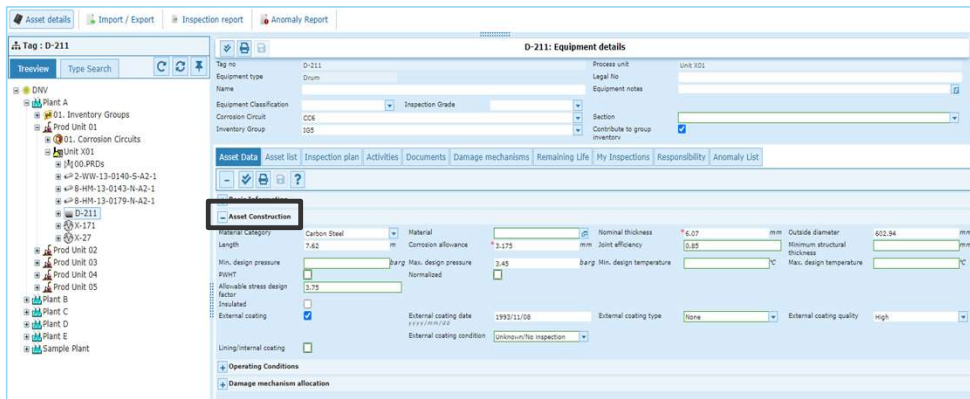 Asset details Import / Export Inspection report Anomaly Report
Tag : D-211
Treeview Type Search
DNV
Plant A
01. Inventory Groups
Prod Unit 01
01. Corrosion Circuits
Unit X01
00.PRDs
2-WW-13-0140-S-A2-1
8-HM-13-0143-N-A2-1
8-HM-13-0179-N-A2-1
D-211
X-171
X-27
Prod Unit 02
Prod Unit 03
Prod Unit 04
Prod Unit 05
Plant B
Plant C
Plant D
Plant E
Sample Plant
D-211: Equipment details
Tag no D-211 Process unit Unit X01
Equipment type Drum Legal No
Name Equipment notes
Equipment Classification Inspection Grade
Corrosion Circuit CC6 Section
Inventory Group IG5 Contribute to group inventory
Asset Data Asset list Inspection plan Activities Documents Damage mechanisms Remaining Life My Inspections Responsibility Anomaly List
- ?
Basic Information
- Asset Construction
Material Category Carbon Steel Material Nominal thickness *6.07 mm Outside diameter 602.94 mm
Length 7.62 m Corrosion allowance *3.175 mm Joint efficiency 0.85 Minimum structural thickness mm
Min. design pressure barg Max. design pressure 3.45 barg Min. design temperature °C Max. design temperature °C
PWHT Normalized
Allowable stress design factor 3.75
Insulated
External coating External coating date yyyy/mm/dd 1993/11/08 External coating type None External coating quality High
External coating condition Unknown/No inspection
Lining/internal coating
+ Operating Conditions
+ Damage mechanism allocation